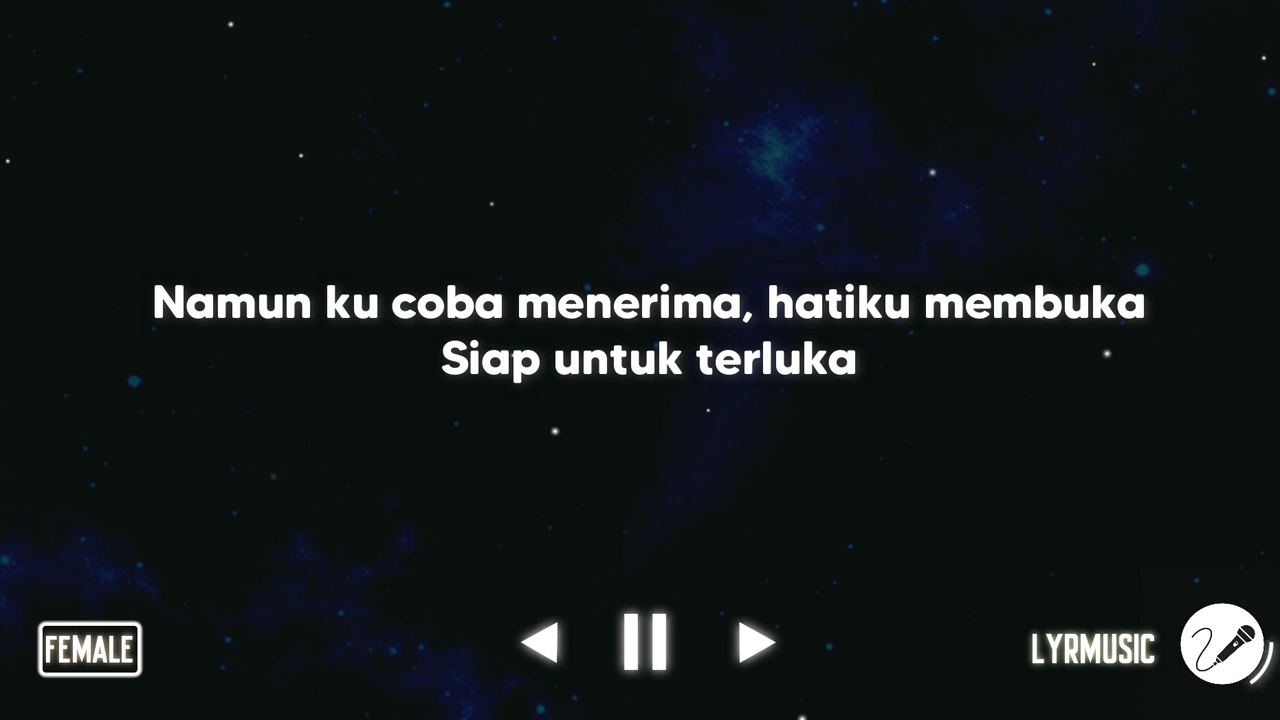 Namun ku coba menerima, hatiku membuka
Siap untuk terluka
FEMALE
LYRMUSIC